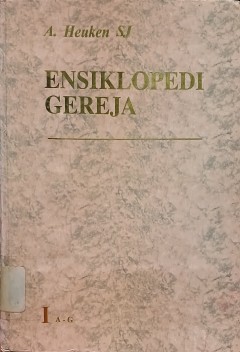 A. Heuken SJ
ENSIKLOPEDI
GEREJA
I A - G